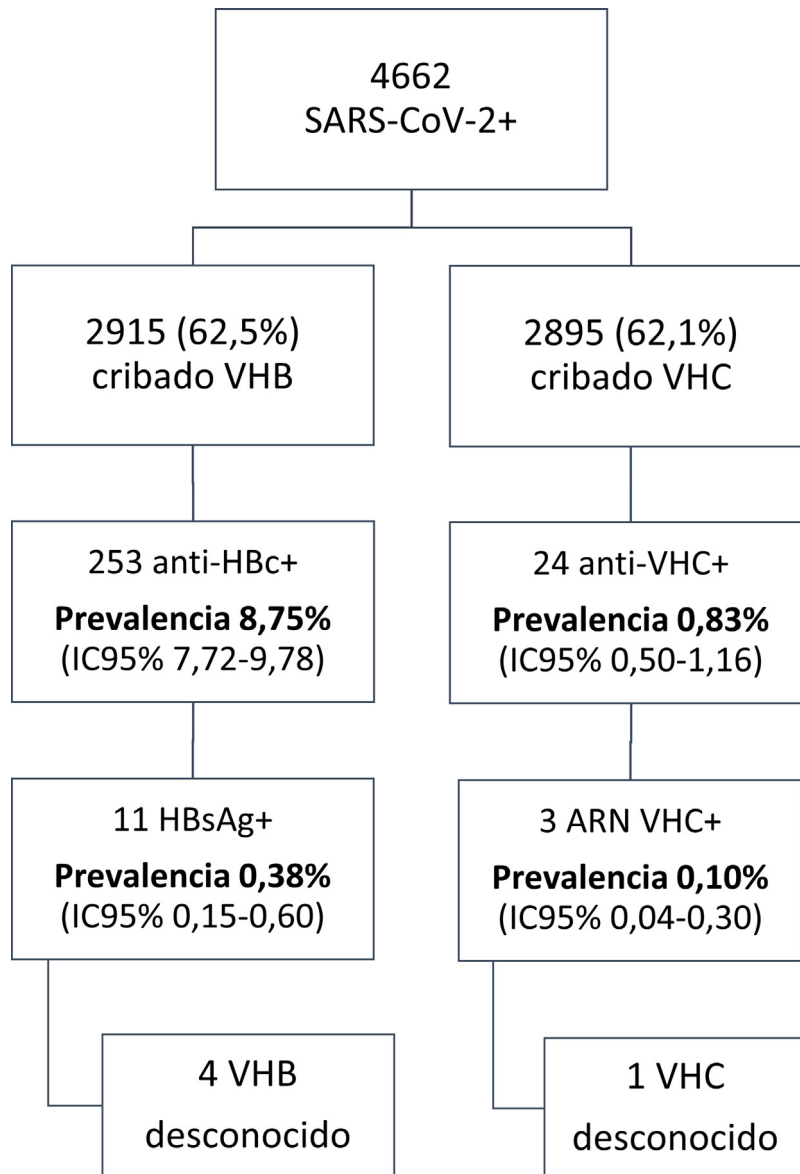 4662
SARS-CoV-2+
2915 (62,5%)
cribado VHB
2895 (62,1%)
cribado VHC
253 anti-HBc+
Prevalencia 8,75%
(IC95% 7,72-9,78)
24 anti-VHC+
Prevalencia 0,83%
(IC95% 0,50-1,16)
11 HBsAg+
Prevalencia 0,38%
(IC95% 0,15-0,60)
3 ARN VHC+
Prevalencia 0,10%
(IC95% 0,04-0,30)
4 VHB
desconocido
1 VHC
desconocido